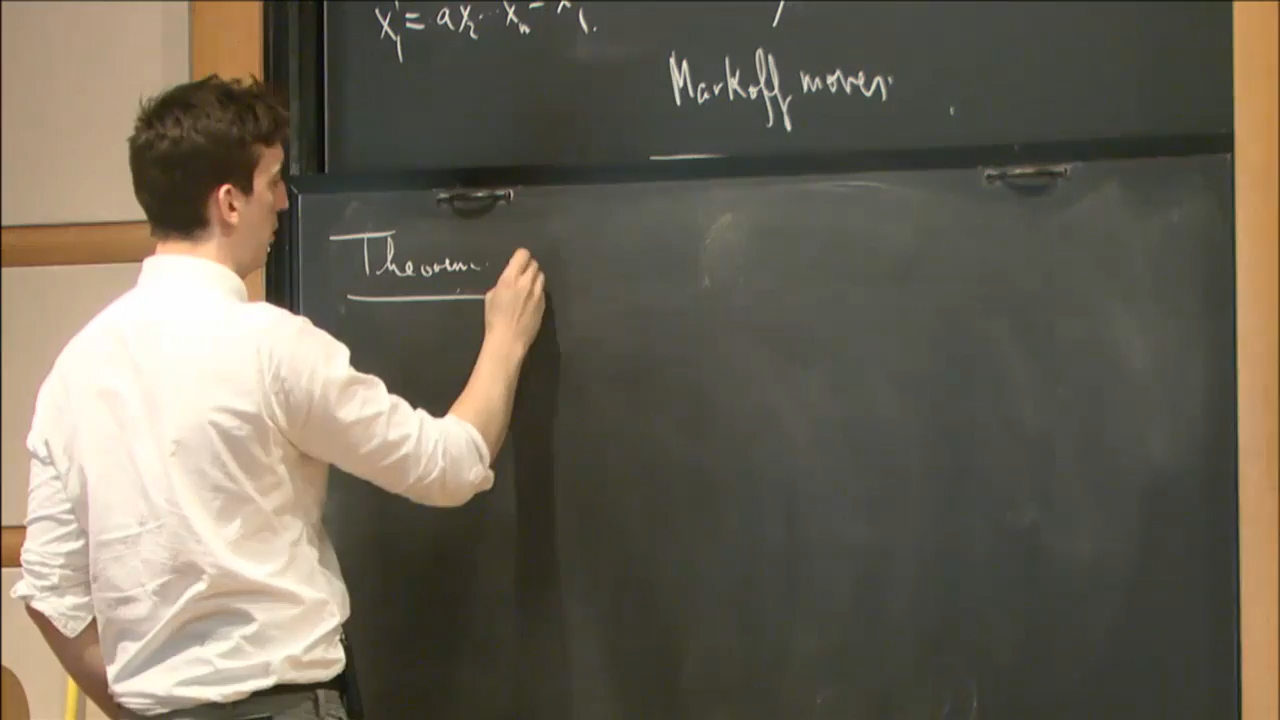 x₁' = ax₂…xₙ - x₁.
Markoff moves.
Theorem.